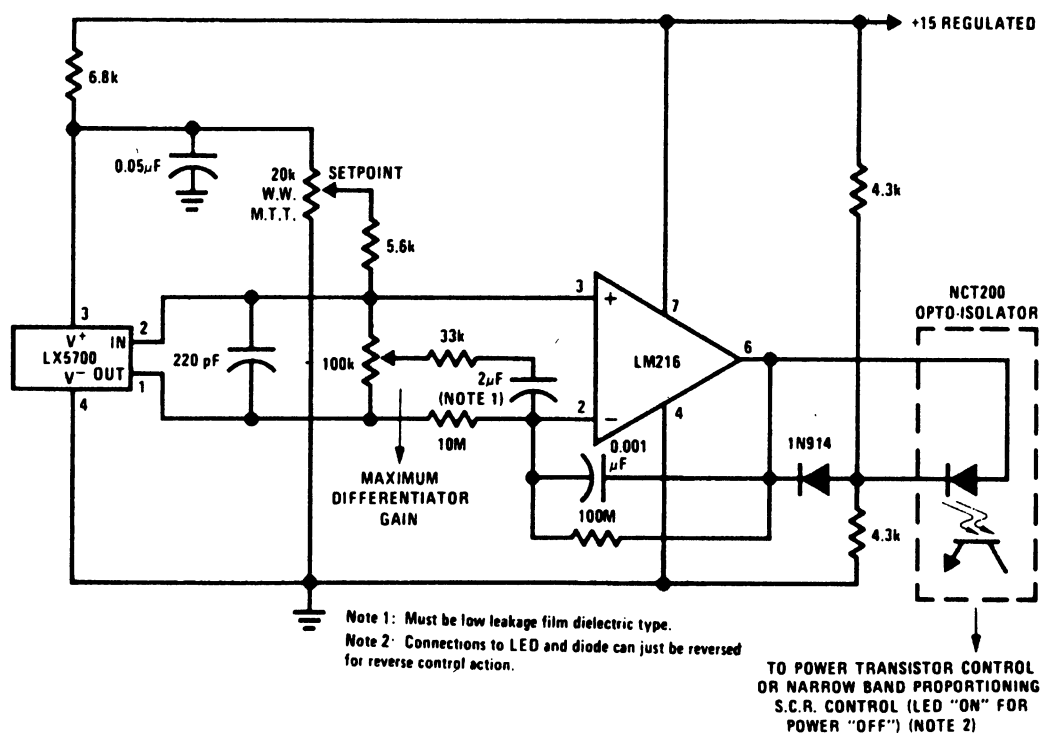 +15 REGULATED
6.8k
0.05µF
20k
W.W.
M.T.T.
SETPOINT
5.6k
4.3k
3
2
V+ IN
LX5700
V− OUT
1
4
220 pF
100k
33k
2µF
(NOTE 1)
10M
3
+
7
LM216
6
2
−
4
NCT200
OPTO-ISOLATOR
0.001
µF
1N914
100M
MAXIMUM
DIFFERENTIATOR
GAIN
4.3k
Note 1: Must be low leakage film dielectric type.
Note 2: Connections to LED and diode can just be reversed
for reverse control action.
TO POWER TRANSISTOR CONTROL
OR NARROW BAND PROPORTIONING
S.C.R. CONTROL (LED "ON" FOR
POWER "OFF") (NOTE 2)